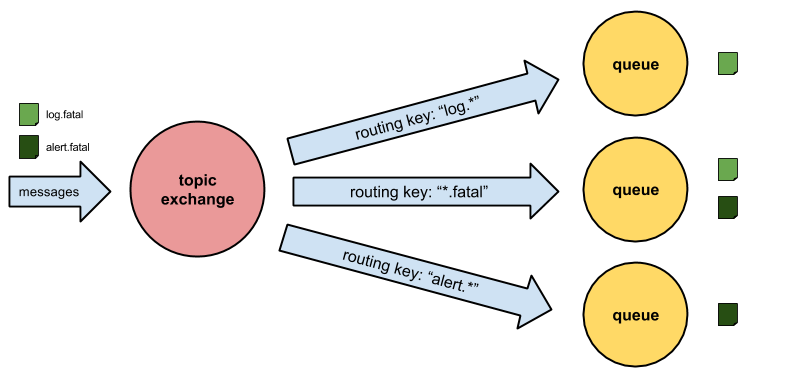 log.fatal
alert.fatal
messages
topic
exchange
routing key: “log.*”
routing key: “*.fatal”
routing key: “alert.*”
queue
queue
queue